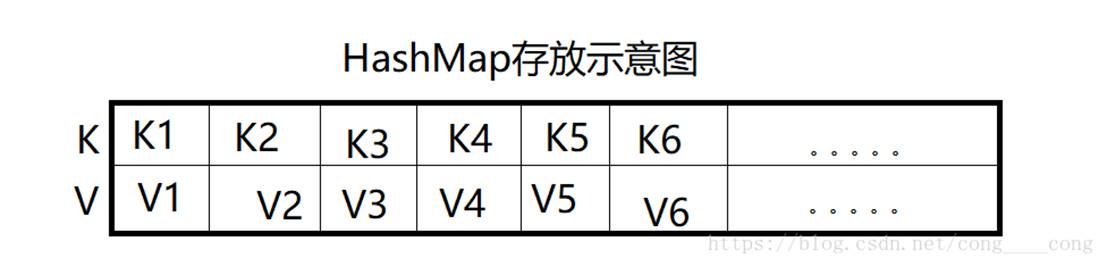 HashMap存放示意图
K K1 K2 K3 K4 K5 K6 。。。。。
V V1 V2 V3 V4 V5 V6 。。。。。
https://blog.csdn.net/cong____cong